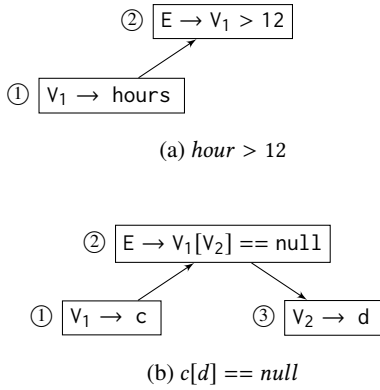 ② E → V₁ > 12
① V₁ → hours
(a) hour > 12
② E → V₁[V₂] == null
① V₁ → c
③ V₂ → d
(b) c[d] == null